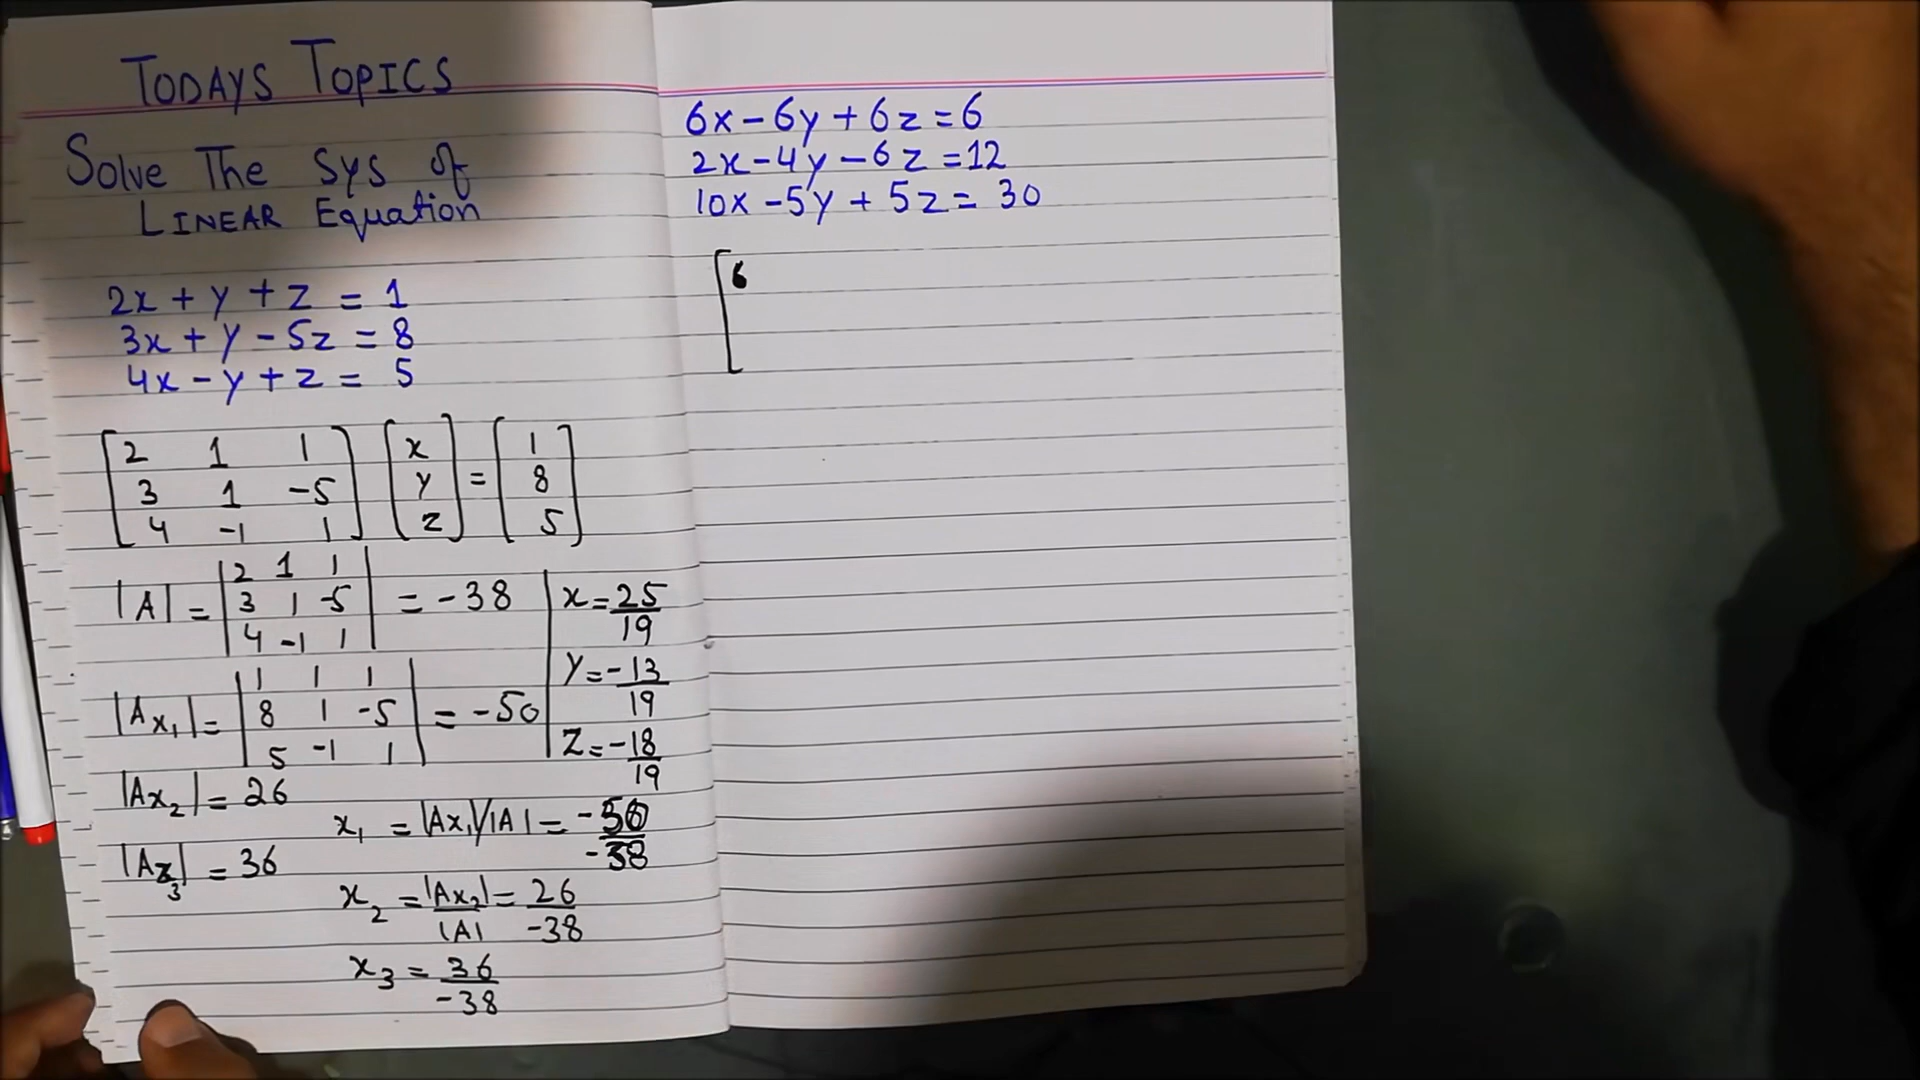 TODAYS TOPICS
SOLVE THE SYS of
LINEAR Equation
2x + y + z = 1
3x + y - 5z = 8
4x - y + z = 5
[2 1 1] [x] = [1]
[3 1 -5] [y] [8]
[4 -1 1] [z] [5]
|A| = |2 1 1| = -38
|3 1 -5|
|4 -1 1|
|Ax₁| = |1 1 1| = -50
|8 1 -5|
|5 -1 1|
x = 25/19
y = -13/19
z = -18/19
|Ax₂| = 26
|Ax₃| = 36
x₁ = |Ax₁|/|A| = -50/-38
x₂ = |Ax₂|/|A| = 26/-38
x₃ = 36/-38
6x - 6y + 6z = 6
2x - 4y - 6z = 12
10x - 5y + 5z = 30
[6